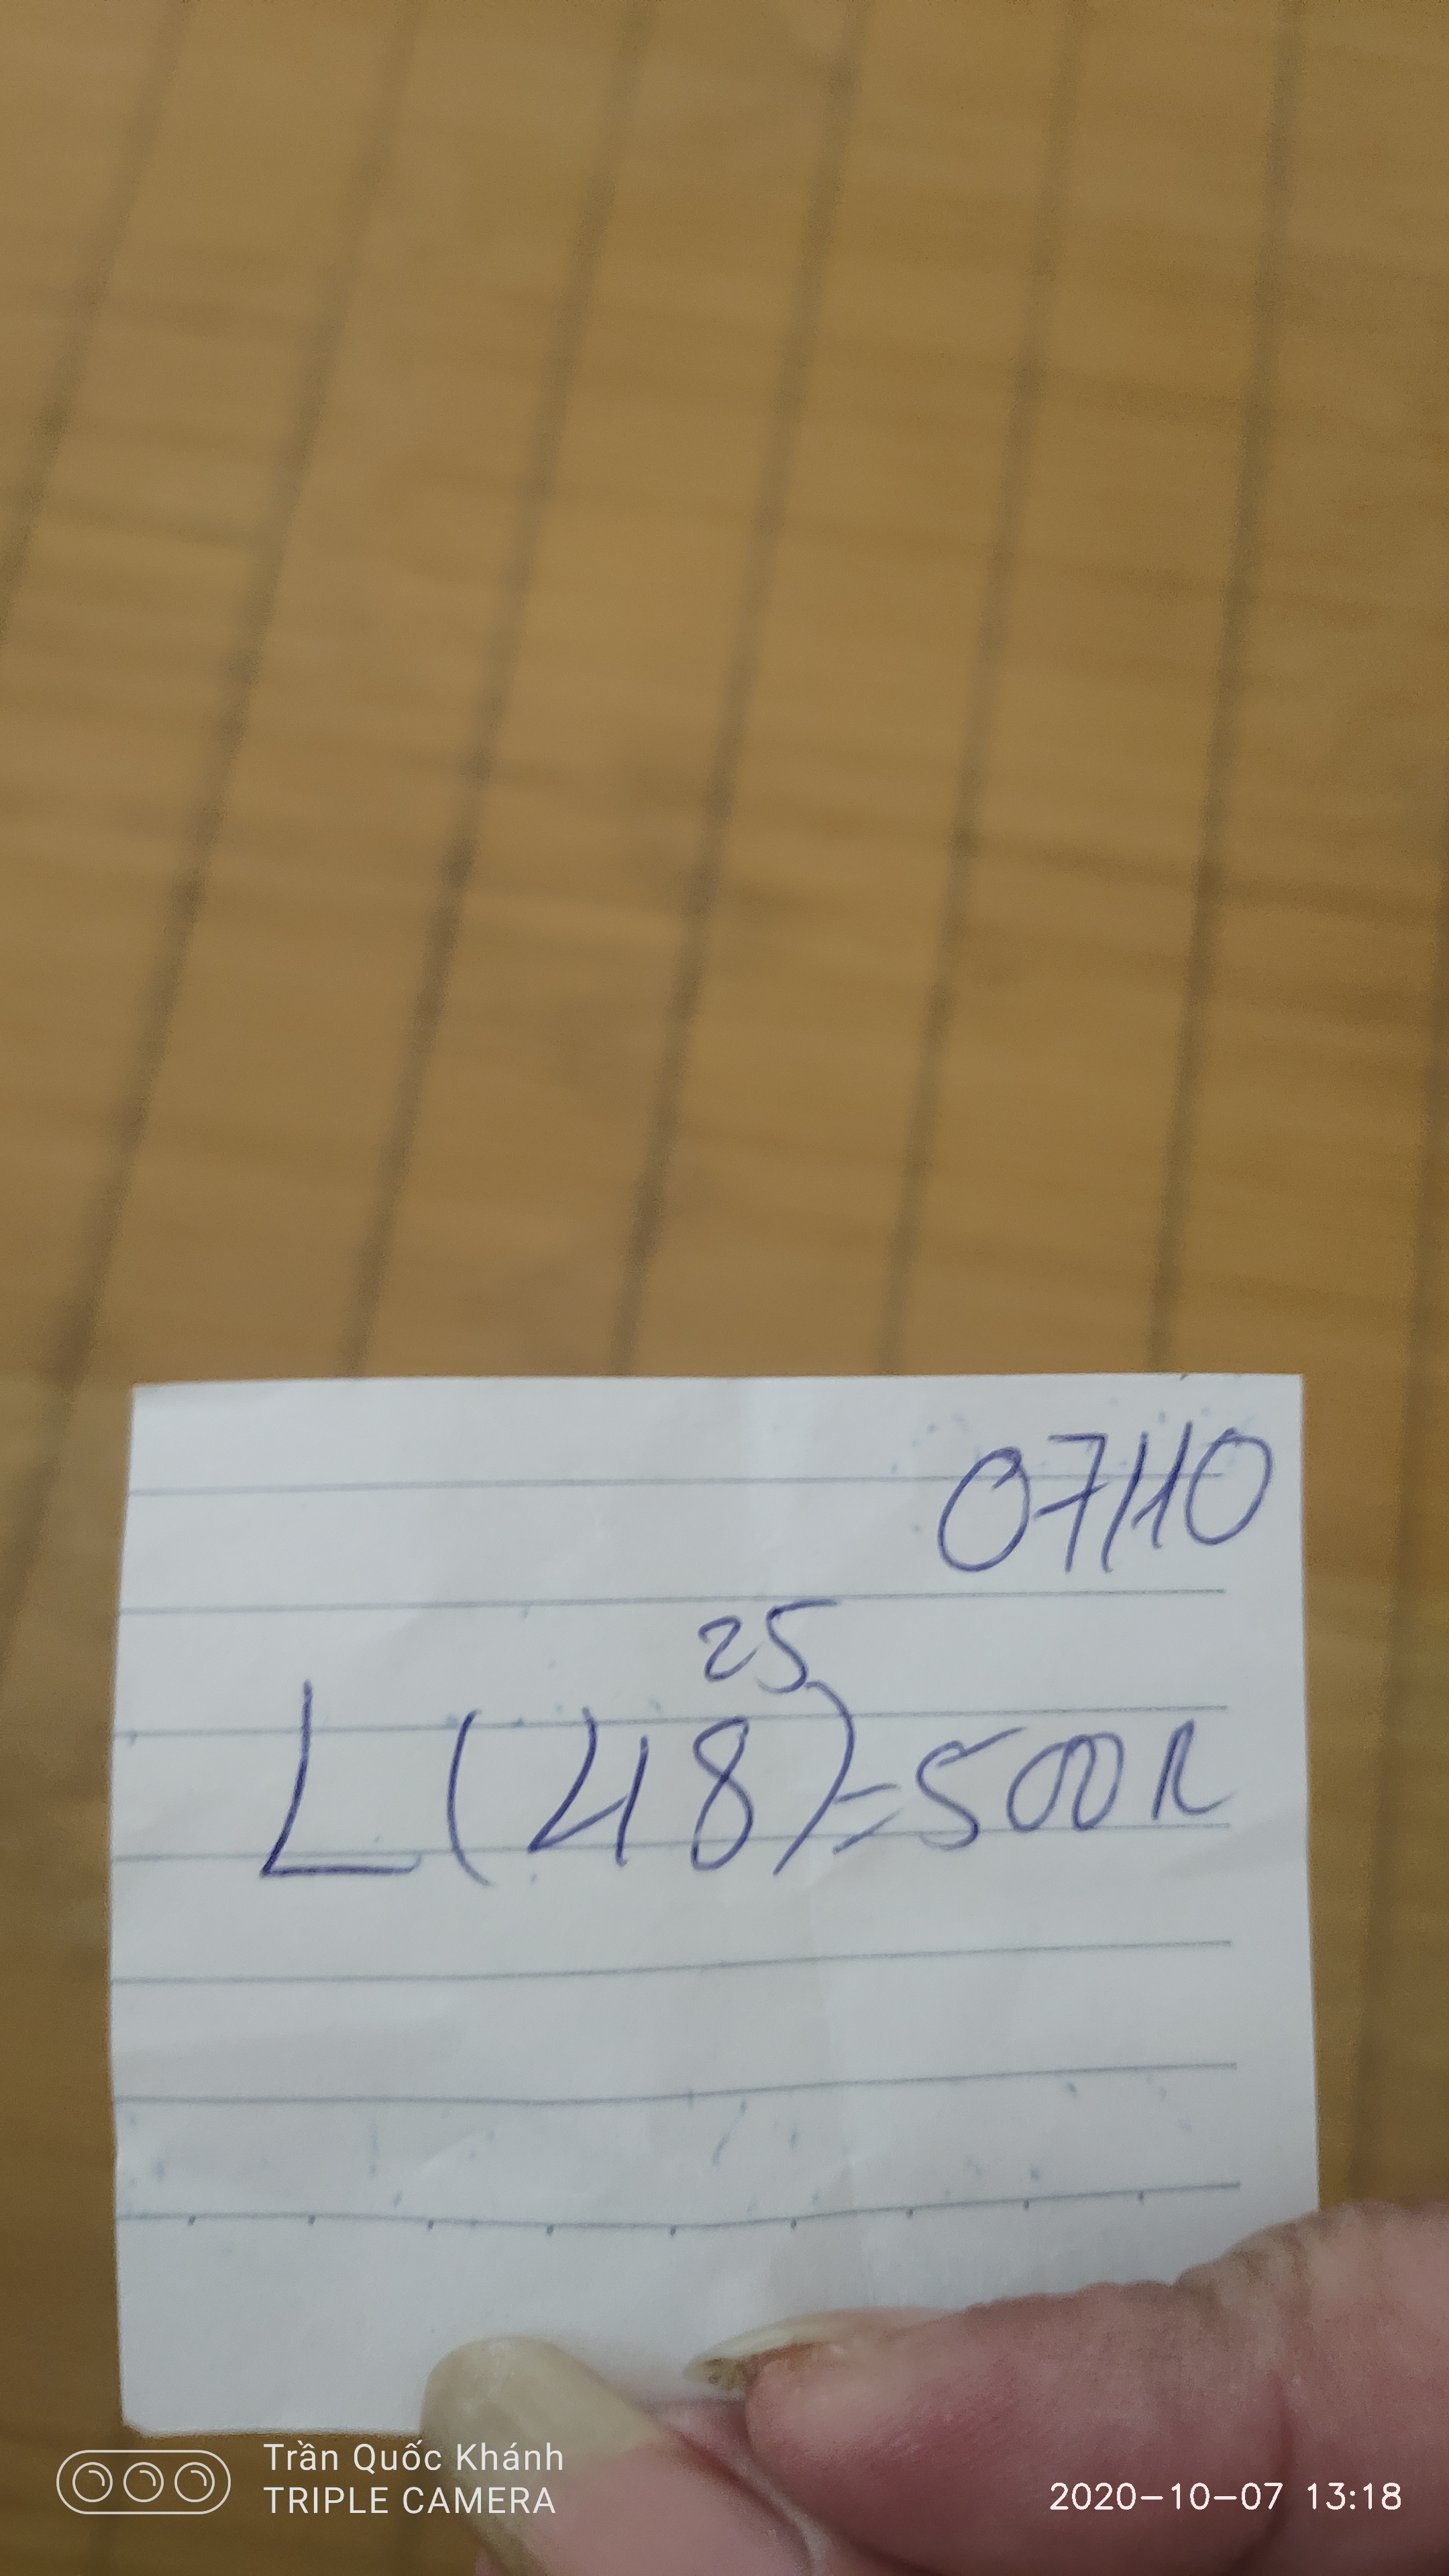 07/10
25
L (48) = 500k
Trần Quốc Khánh
TRIPLE CAMERA
2020-10-07 13:18